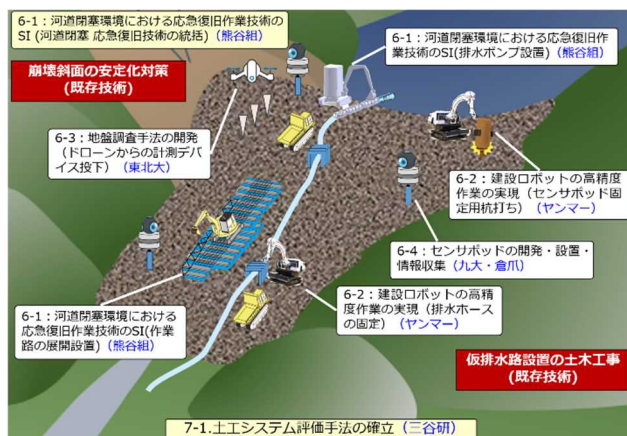 6-1：河道閉塞環境における応急復旧作業技術の
SI (河道閉塞 応急復旧技術の統括)（熊谷組）
6-1：河道閉塞環境における応急復旧作
業技術のSI(排水ポンプ設置)（熊谷組）
崩壊斜面の安定化対策
(既存技術)
6-3：地盤調査手法の開発
（ドローンからの計測デバ
イス投下）（東北大）
6-2：建設ロボットの高精度
作業の実現（センサポッド固
定用杭打ち）（ヤンマー）
6-4：センサポッドの開発・設置・
情報収集（九大・倉爪）
6-1：河道閉塞環境における
応急復旧作業技術のSI(作業
路の展開設置)（熊谷組）
6-2：建設ロボットの高精
度作業の実現（排水ホース
の固定）（ヤンマー）
仮排水路設置の土木工事
(既存技術)
7-1.土工システム評価手法の確立（三谷研）